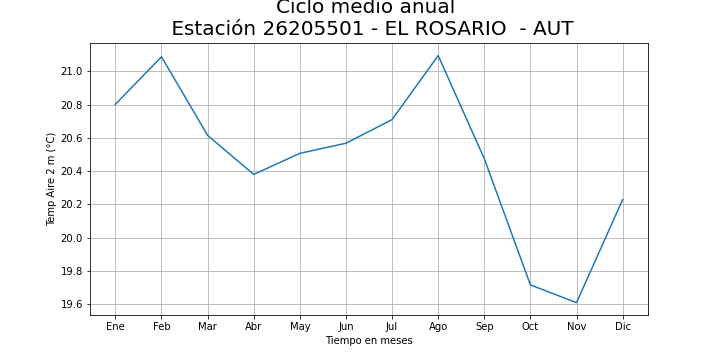 Ciclo medio anual
Estación 26205501 - EL ROSARIO  - AUT
Temp Aire 2 m (°C)
21.0
20.8
20.6
20.4
20.2
20.0
19.8
19.6
Ene Feb Mar Abr May Jun Jul Ago Sep Oct Nov Dic
Tiempo en meses